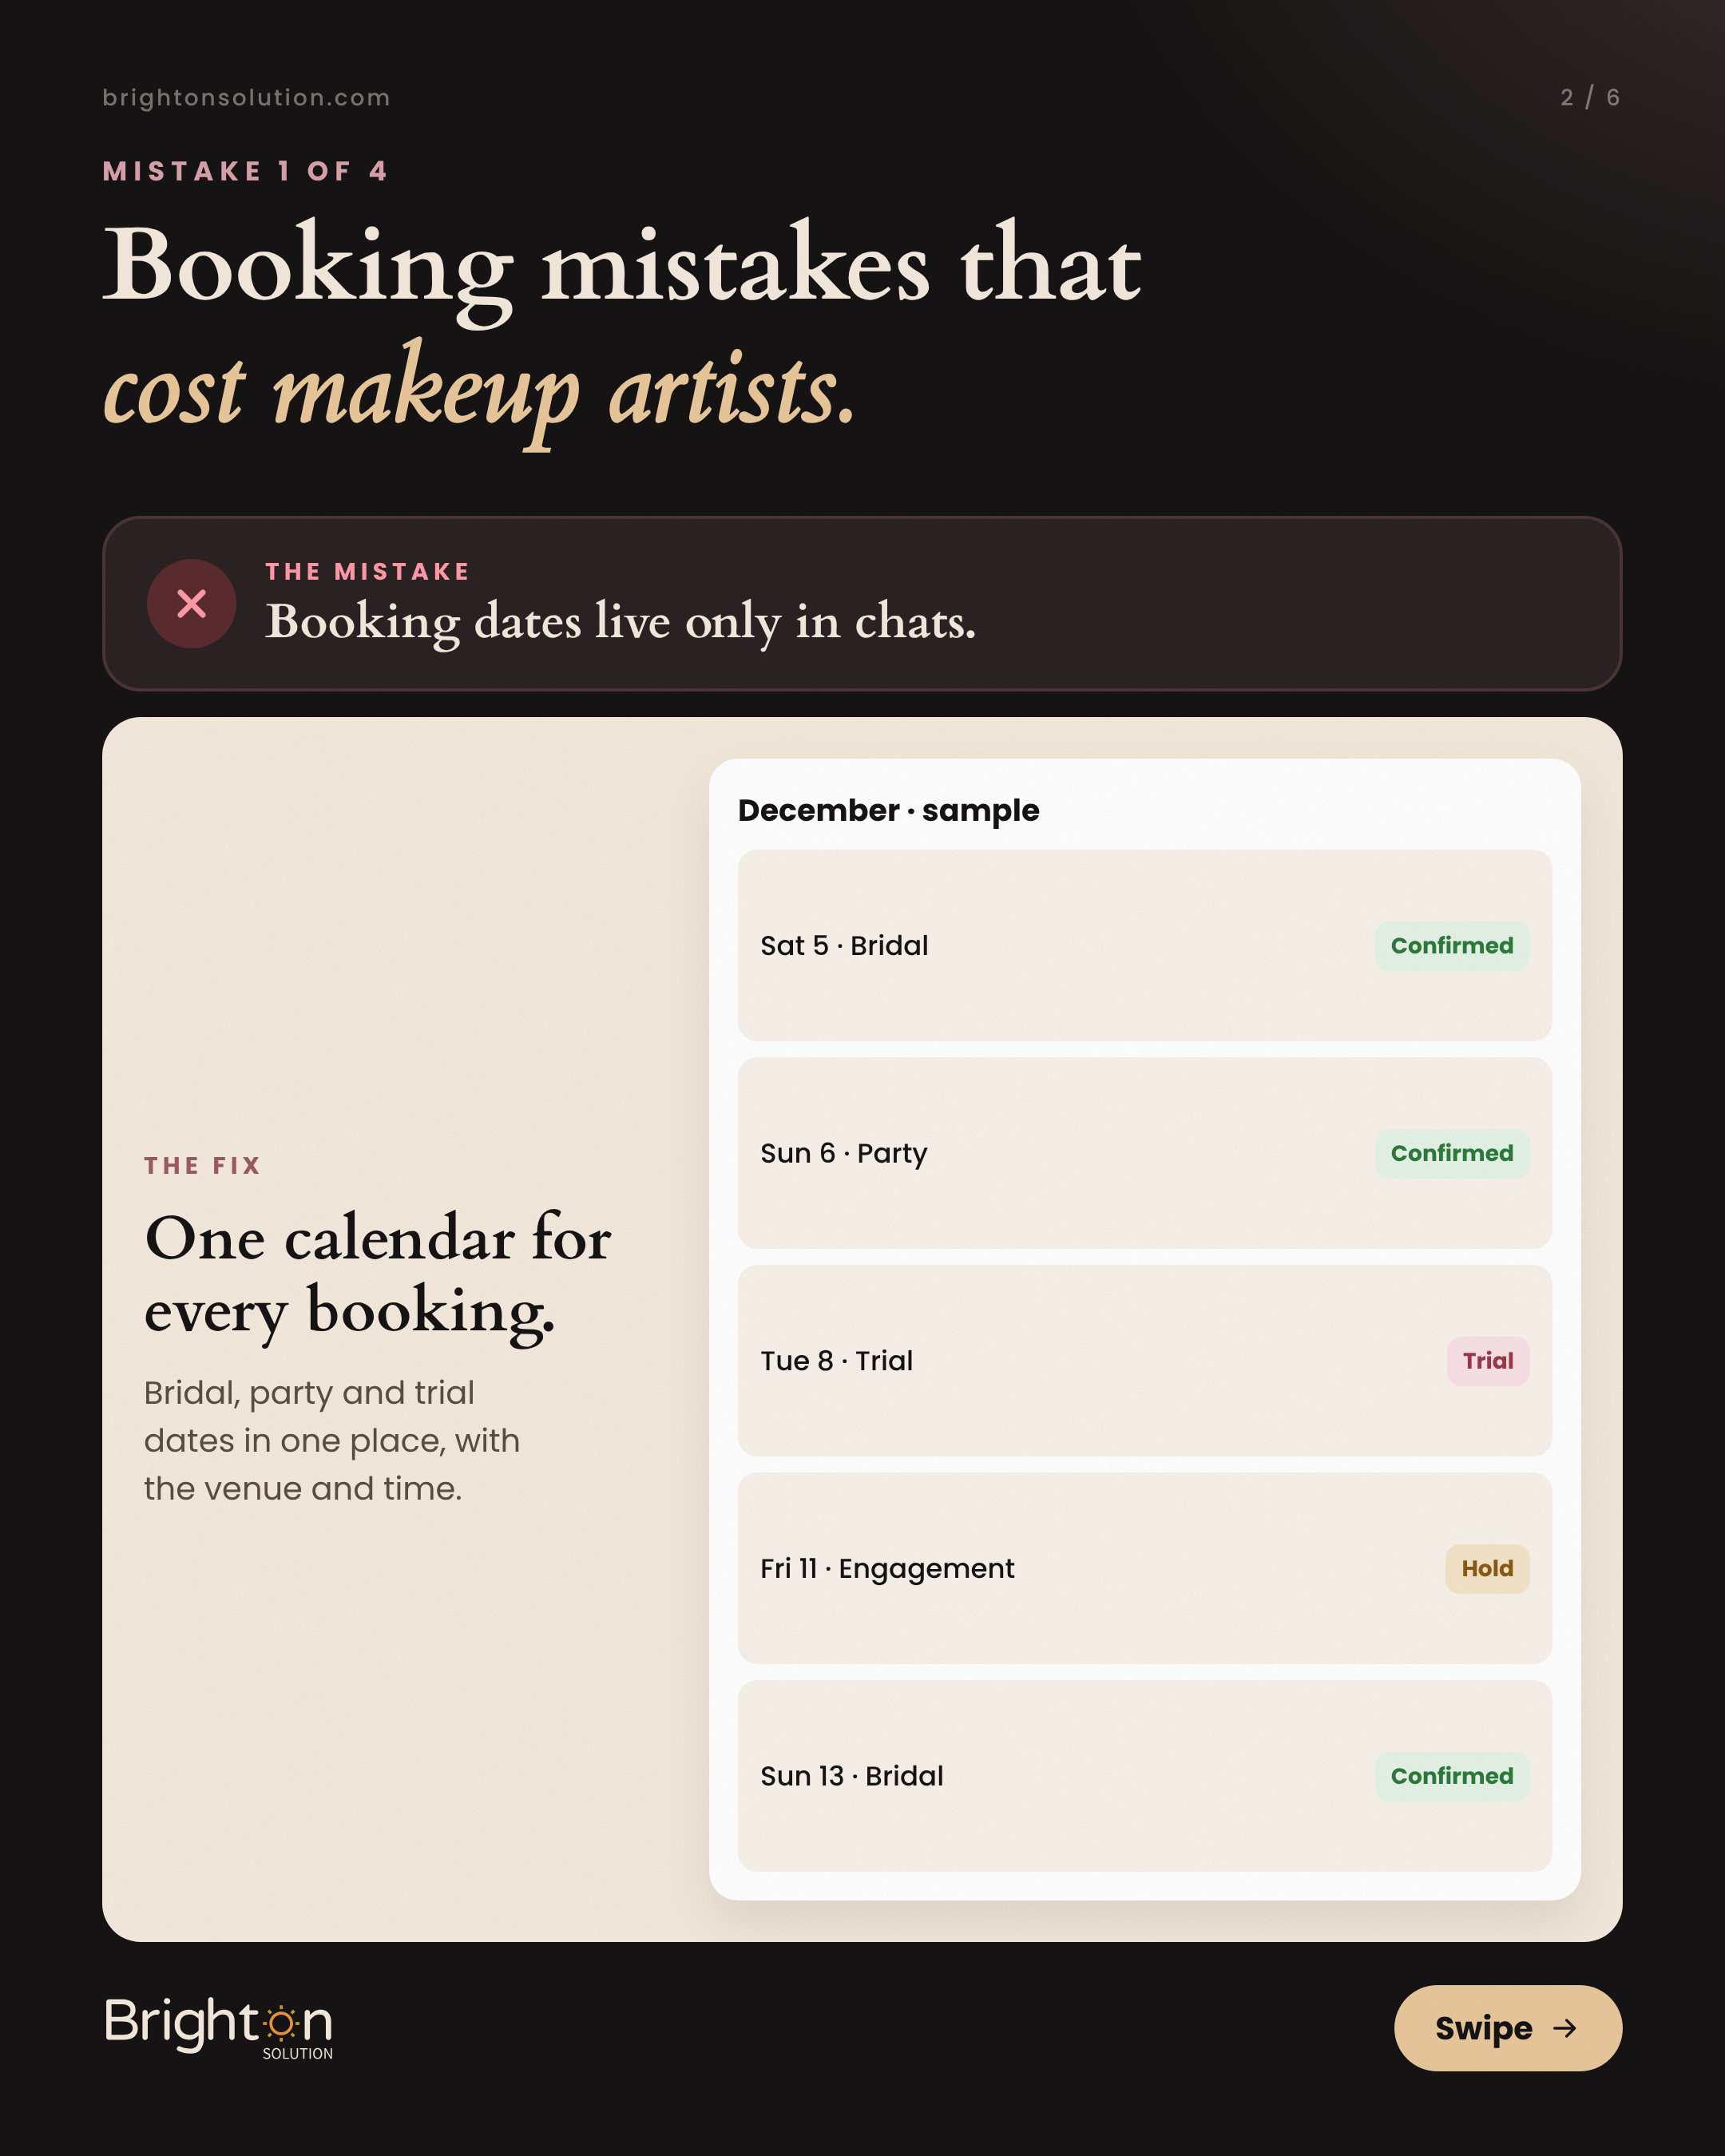 brightonsolution.com
2 / 6
MISTAKE 1 OF 4
Booking mistakes that
cost makeup artists.
THE MISTAKE
Booking dates live only in chats.
THE FIX
One calendar for
every booking.
Bridal, party and trial
dates in one place, with
the venue and time.
December · sample
Sat 5 · Bridal
Confirmed
Sun 6 · Party
Confirmed
Tue 8 · Trial
Trial
Fri 11 · Engagement
Hold
Sun 13 · Bridal
Confirmed
Brighton
SOLUTION
Swipe →